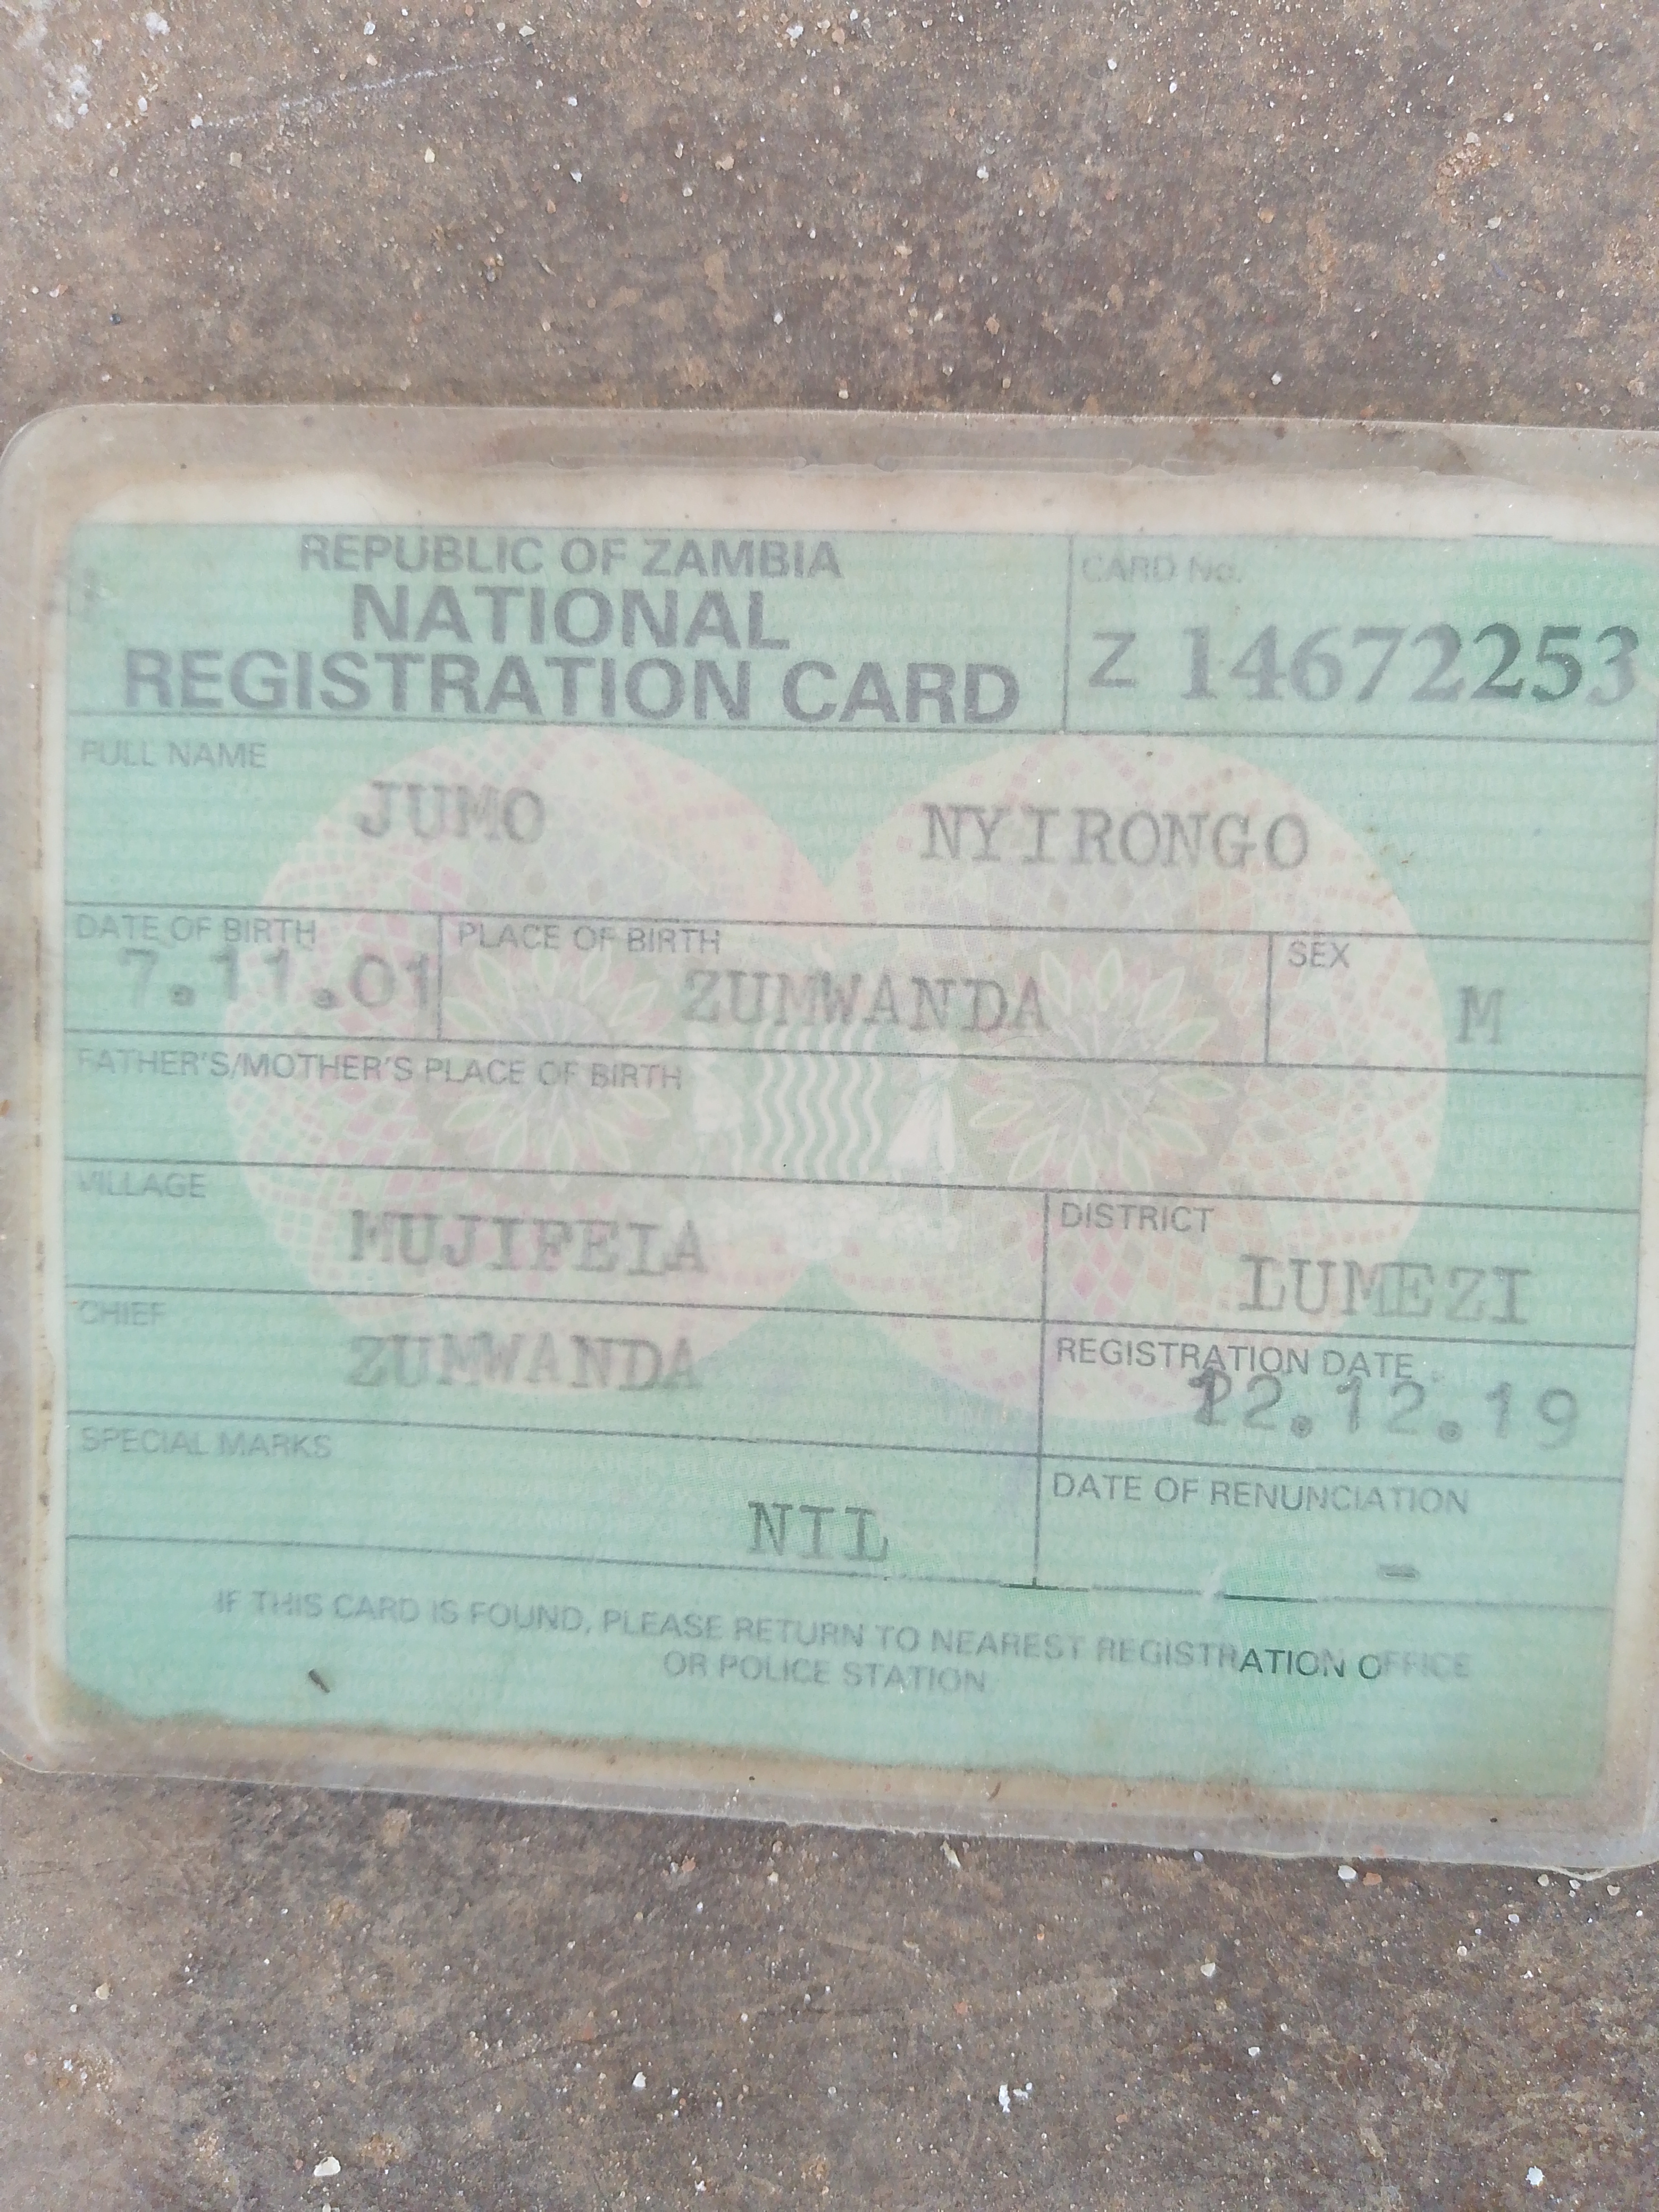 REPUBLIC OF ZAMBIA
NATIONAL
REGISTRATION CARD
CARD No.
Z 14672253
FULL NAME
JUMO NYIRONGO
DATE OF BIRTH
7.11.01
PLACE OF BIRTH
ZUMWANDA
SEX
M
FATHER'S/MOTHER'S PLACE OF BIRTH
VILLAGE
MUJIFEIA
DISTRICT
LUMEZI
CHIEF
ZUMWANDA
REGISTRATION DATE
12.12.19
SPECIAL MARKS
NIL
DATE OF RENUNCIATION
-
IF THIS CARD IS FOUND, PLEASE RETURN TO NEAREST REGISTRATION OFFICE
OR POLICE STATION